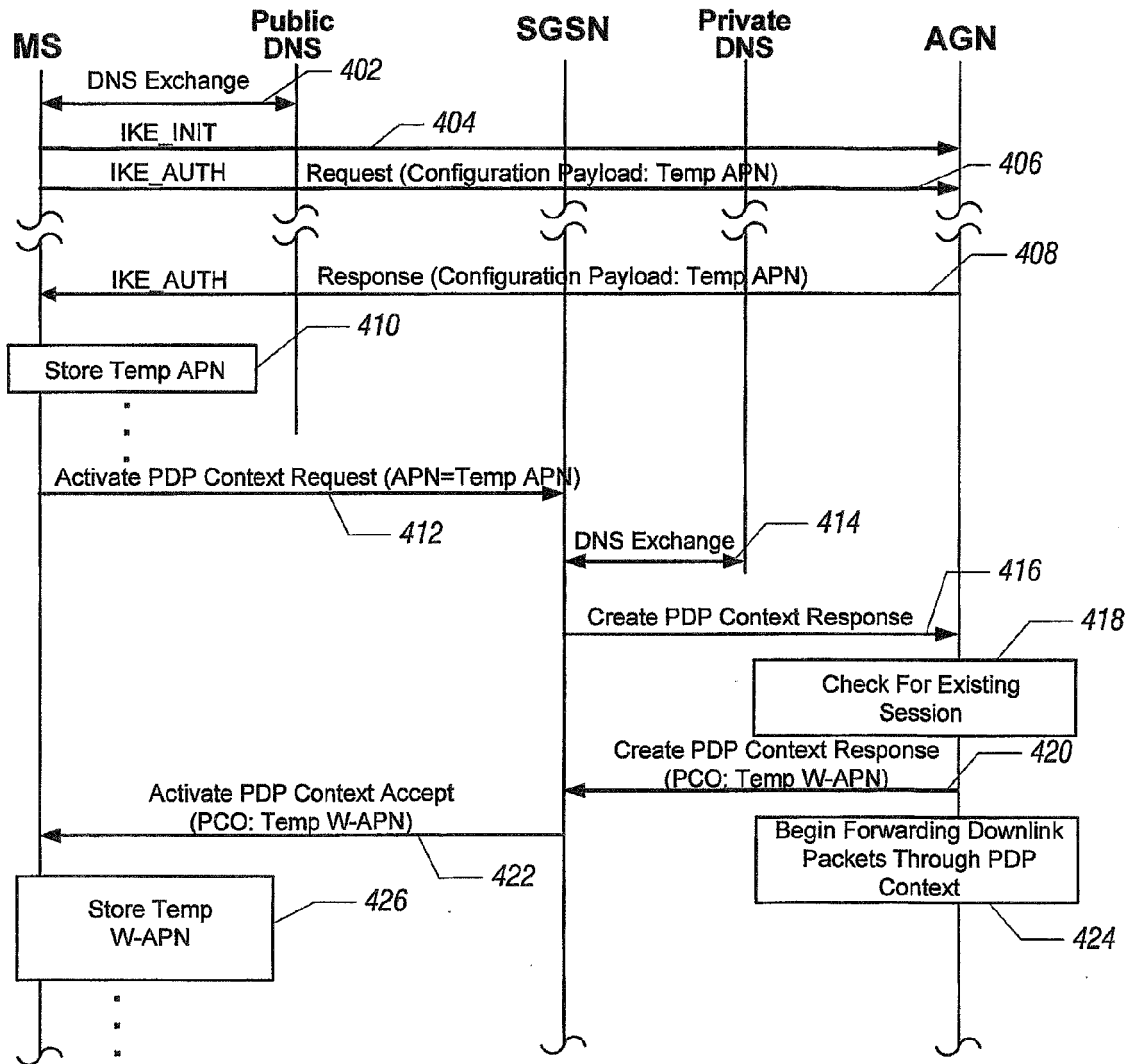 MS
Public
DNS
SGSN
Private
DNS
AGN
DNS Exchange
402
IKE_INIT
404
IKE_AUTH
Request (Configuration Payload: Temp APN)
406
IKE_AUTH
Response (Configuration Payload: Temp APN)
408
410
Store Temp APN
Activate PDP Context Request (APN=Temp APN)
412
DNS Exchange
414
416
Create PDP Context Response
418
Check For Existing
Session
Create PDP Context Response
(PCO: Temp W-APN)
420
Activate PDP Context Accept
(PCO: Temp W-APN)
422
Begin Forwarding Downlink
Packets Through PDP
Context
424
Store Temp
W-APN
426